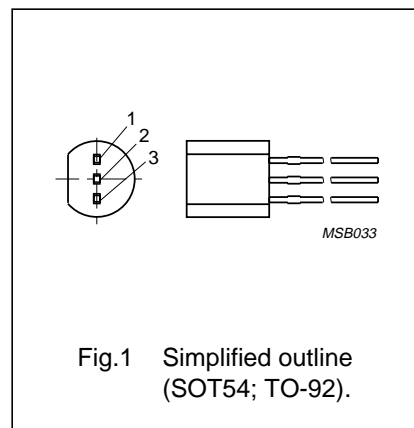 1
2
3
MSB033
Fig.1 Simplified outline
(SOT54; TO-92).